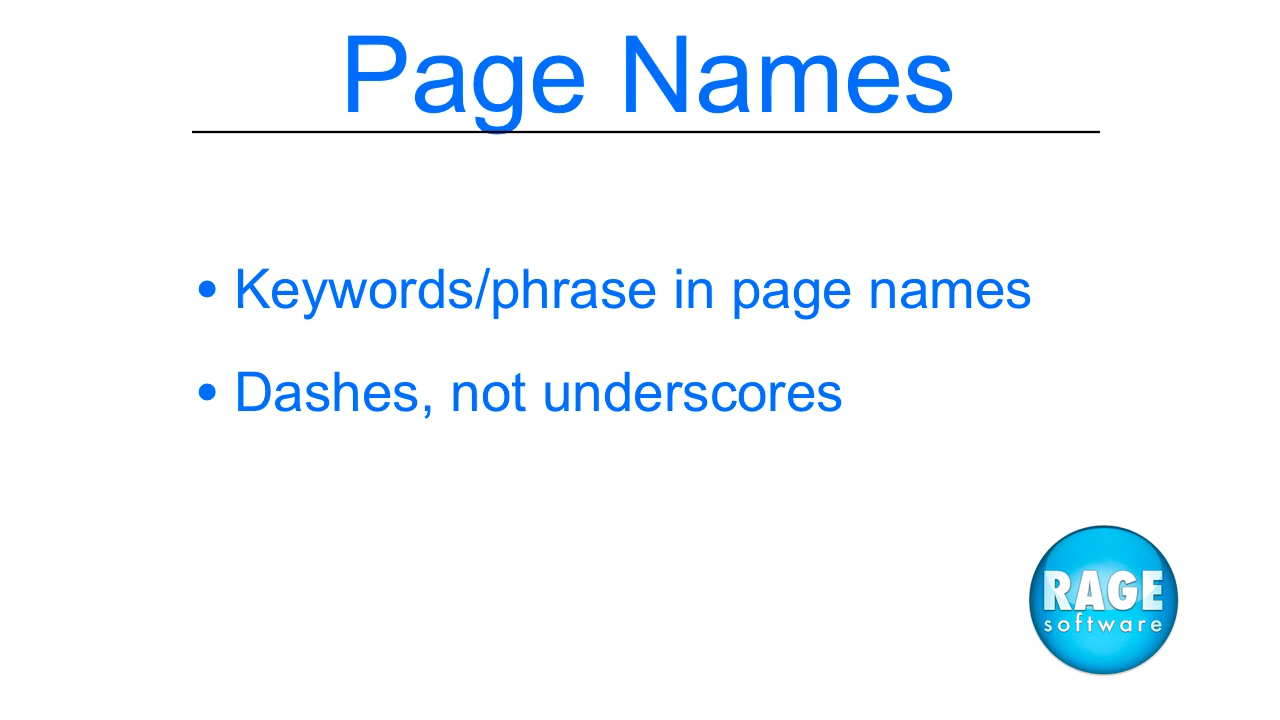 Page Names
• Keywords/phrase in page names
• Dashes, not underscores
RAGE
software